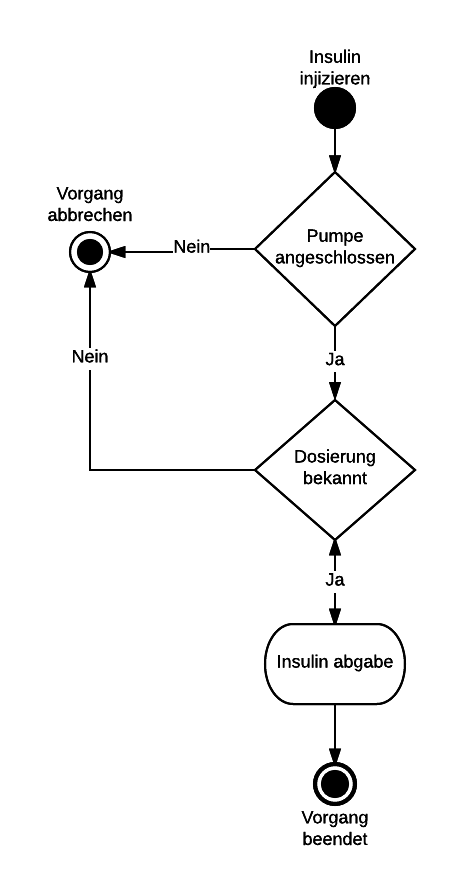 Insulin
injizieren
Vorgang
abbrechen
Nein
Pumpe
angeschlossen
Ja
Nein
Dosierung
bekannt
Ja
Insulin abgabe
Vorgang
beendet